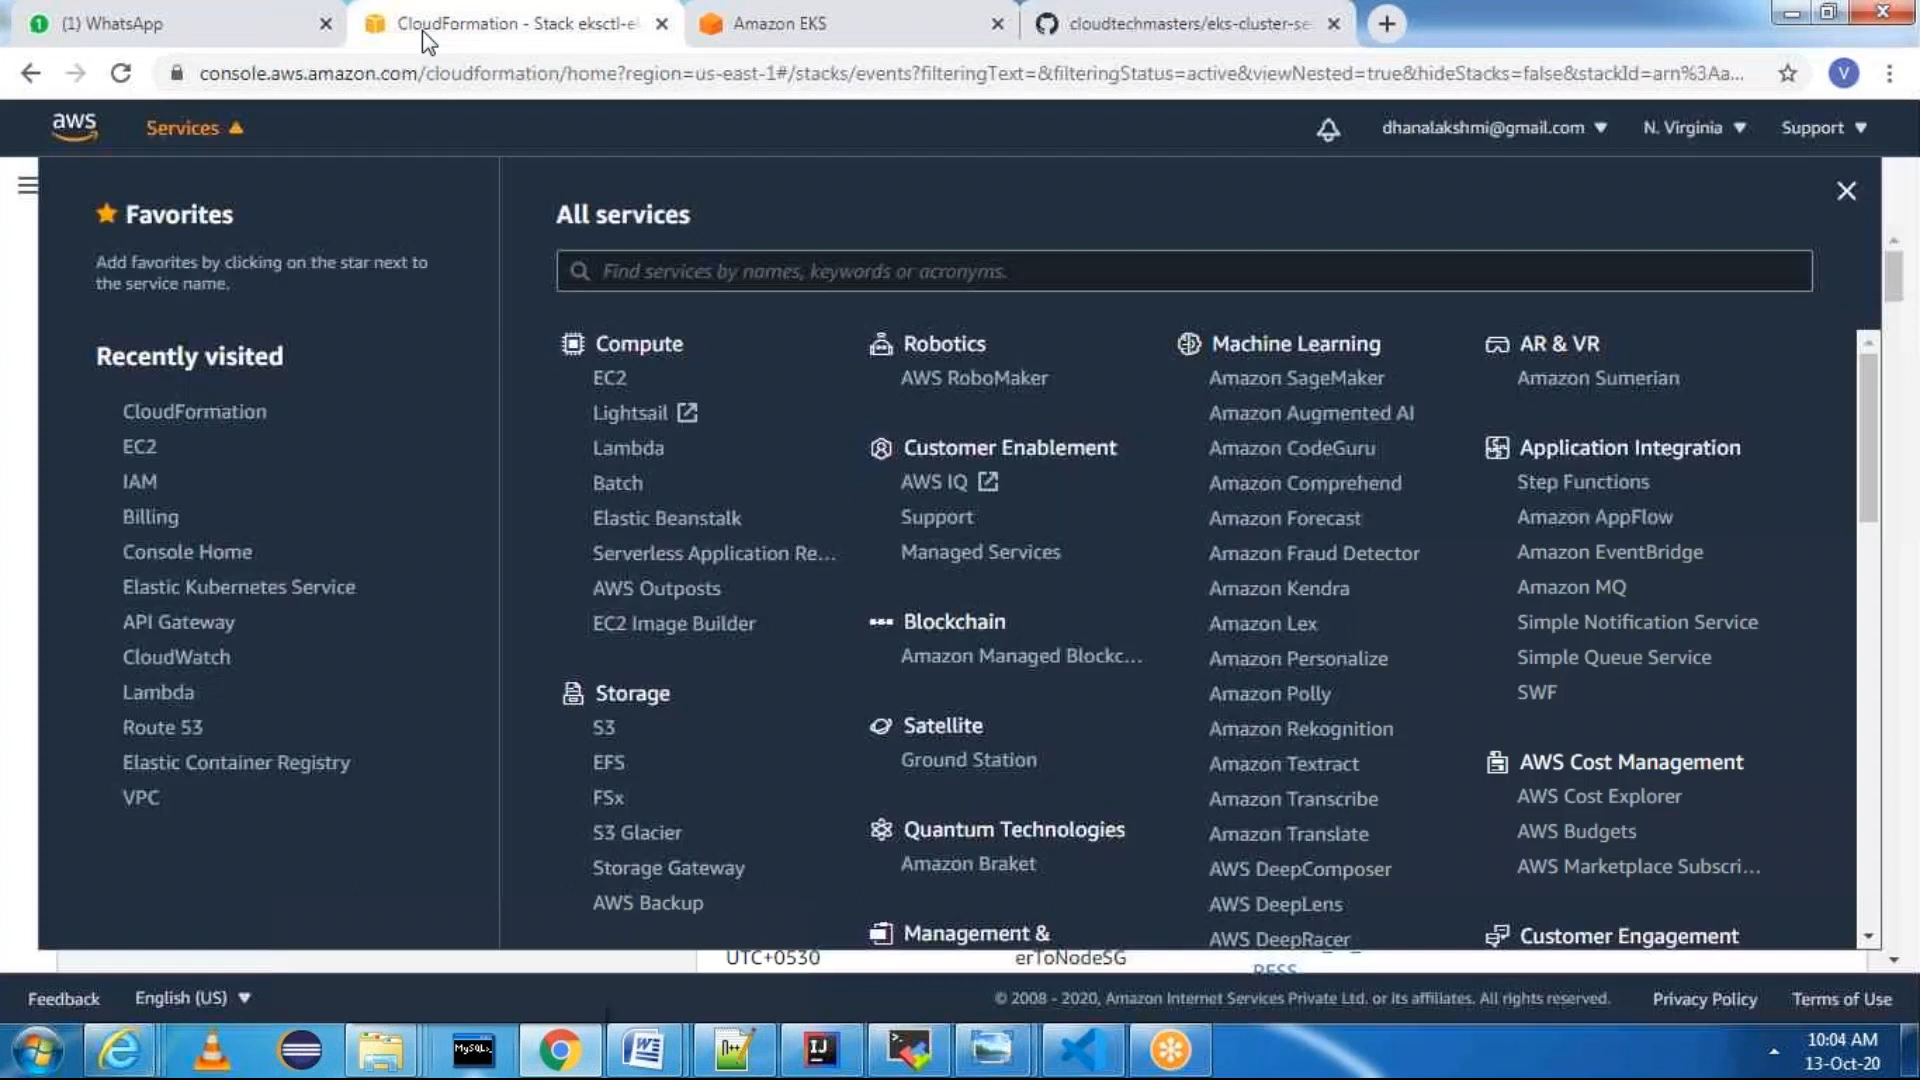 (1) WhatsApp
CloudFormation - Stack eksctl-e
Amazon EKS
cloudtechmasters/eks-cluster-se
console.aws.amazon.com/cloudformation/home?region=us-east-1#/stacks/events?filteringText=&filteringStatus=active&viewNested=true&hideStacks=false&stackId=arn%3Aa...
V
aws
Services
dhanalakshmi@gmail.com
N. Virginia
Support
Favorites
Add favorites by clicking on the star next to
the service name.
Recently visited
CloudFormation
EC2
IAM
Billing
Console Home
Elastic Kubernetes Service
API Gateway
CloudWatch
Lambda
Route 53
Elastic Container Registry
VPC
All services
Find services by names, keywords or acronyms.
Compute
EC2
Lightsail
Lambda
Batch
Elastic Beanstalk
Serverless Application Re...
AWS Outposts
EC2 Image Builder
Storage
S3
EFS
FSx
S3 Glacier
Storage Gateway
AWS Backup
Robotics
AWS RoboMaker
Customer Enablement
AWS IQ
Support
Managed Services
Blockchain
Amazon Managed Blockc...
Satellite
Ground Station
Quantum Technologies
Amazon Braket
Management &
Machine Learning
Amazon SageMaker
Amazon Augmented AI
Amazon CodeGuru
Amazon Comprehend
Amazon Forecast
Amazon Fraud Detector
Amazon Kendra
Amazon Lex
Amazon Personalize
Amazon Polly
Amazon Rekognition
Amazon Textract
Amazon Transcribe
Amazon Translate
AWS DeepComposer
AWS DeepLens
AWS DeepRacer
AR & VR
Amazon Sumerian
Application Integration
Step Functions
Amazon AppFlow
Amazon EventBridge
Amazon MQ
Simple Notification Service
Simple Queue Service
SWF
AWS Cost Management
AWS Cost Explorer
AWS Budgets
AWS Marketplace Subscri...
Customer Engagement
UTC+0530
erToNodeSG
Feedback
English (US)
© 2008 - 2020, Amazon Internet Services Private Ltd. or its affiliates. All rights reserved.
Privacy Policy
Terms of Use
MySQL
IJ
10:04 AM
13-Oct-20